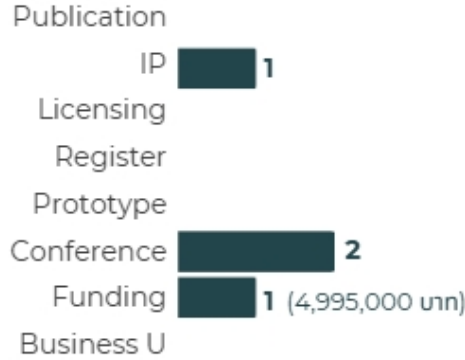 Publication
IP 1
Licensing
Register
Prototype
Conference 2
Funding 1 (4,995,000 บาท)
Business U